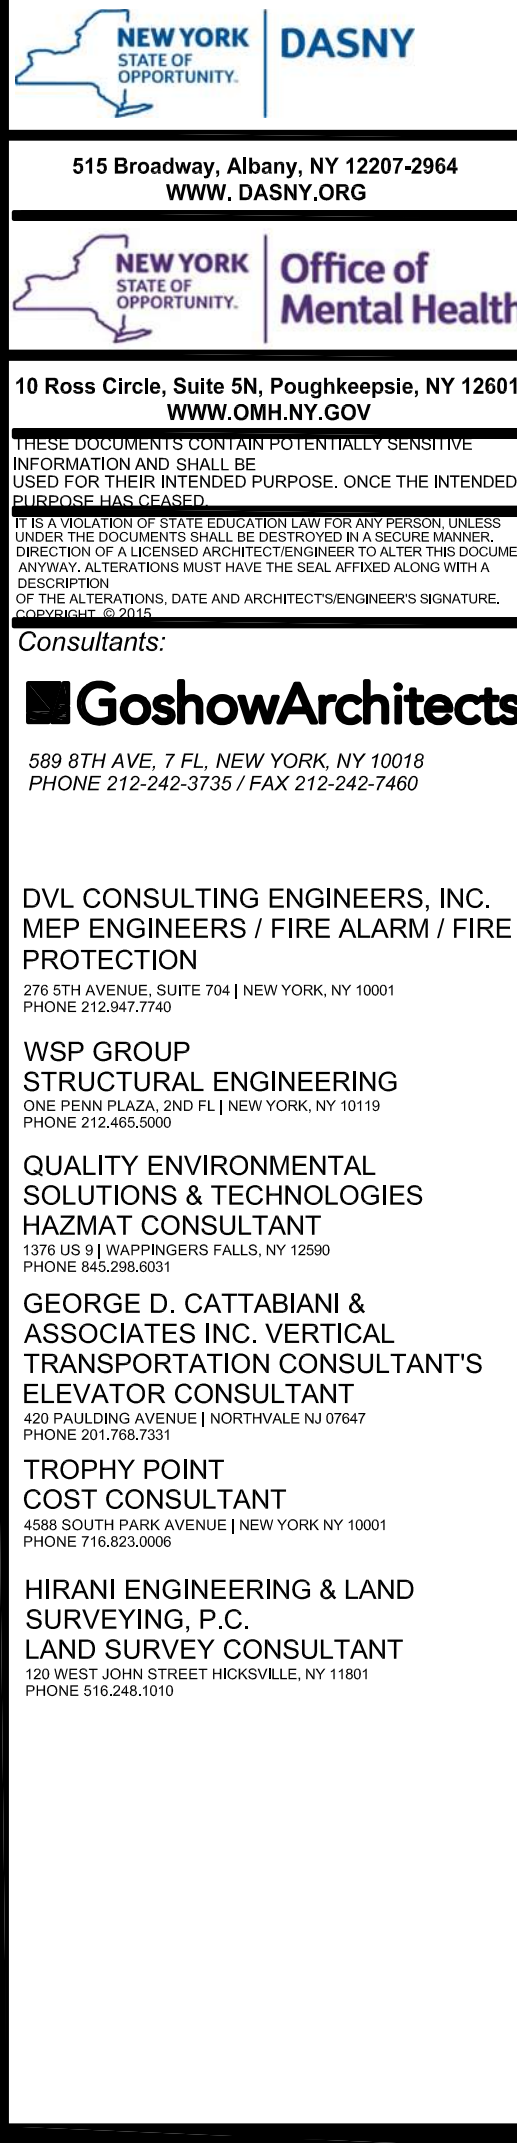 NEW YORK
STATE OF
OPPORTUNITY.
DASNY
515 Broadway, Albany, NY 12207-2964
WWW. DASNY.ORG
NEW YORK
STATE OF
OPPORTUNITY.
Office of
Mental Health
10 Ross Circle, Suite 5N, Poughkeepsie, NY 12601
WWW.OMH.NY.GOV
THESE DOCUMENTS CONTAIN POTENTIALLY SENSITIVE
INFORMATION AND SHALL BE
USED FOR THEIR INTENDED PURPOSE. ONCE THE INTENDED
PURPOSE HAS CEASED,
IT IS A VIOLATION OF STATE EDUCATION LAW FOR ANY PERSON, UNLESS
UNDER THE DOCUMENTS SHALL BE DESTROYED IN A SECURE MANNER.
DIRECTION OF A LICENSED ARCHITECT/ENGINEER TO ALTER THIS DOCUME
ANYWAY. ALTERATIONS MUST HAVE THE SEAL AFFIXED ALONG WITH A
DESCRIPTION
OF THE ALTERATIONS, DATE AND ARCHITECT'S/ENGINEER'S SIGNATURE.
COPYRIGHT © 2015
Consultants:
GoshowArchitects
589 8TH AVE, 7 FL, NEW YORK, NY 10018
PHONE 212-242-3735 / FAX 212-242-7460
DVL CONSULTING ENGINEERS, INC.
MEP ENGINEERS / FIRE ALARM / FIRE
PROTECTION
276 5TH AVENUE, SUITE 704 | NEW YORK, NY 10001
PHONE 212.947.7740
WSP GROUP
STRUCTURAL ENGINEERING
ONE PENN PLAZA, 2ND FL | NEW YORK, NY 10119
PHONE 212.465.5000
QUALITY ENVIRONMENTAL
SOLUTIONS & TECHNOLOGIES
HAZMAT CONSULTANT
1376 US 9 | WAPPINGERS FALLS, NY 12590
PHONE 845.298.6031
GEORGE D. CATTABIANI &
ASSOCIATES INC. VERTICAL
TRANSPORTATION CONSULTANT'S
ELEVATOR CONSULTANT
420 PAULDING AVENUE | NORTHVALE NJ 07647
PHONE 201.768.7331
TROPHY POINT
COST CONSULTANT
4588 SOUTH PARK AVENUE | NEW YORK NY 10001
PHONE 716.823.0006
HIRANI ENGINEERING & LAND
SURVEYING, P.C.
LAND SURVEY CONSULTANT
120 WEST JOHN STREET HICKSVILLE, NY 11801
PHONE 516.248.1010